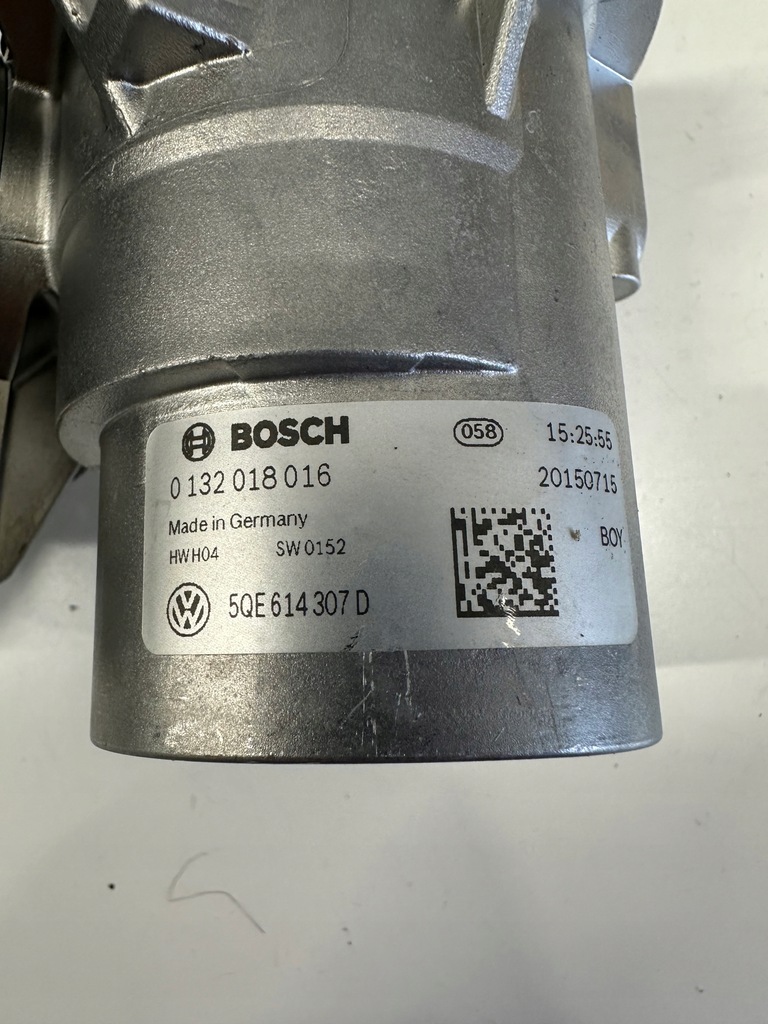 BOSCH 058 15:25:55
0 132 018 016 20150715
Made in Germany BOY
HW H04 SW 0152
5QE 614 307 D